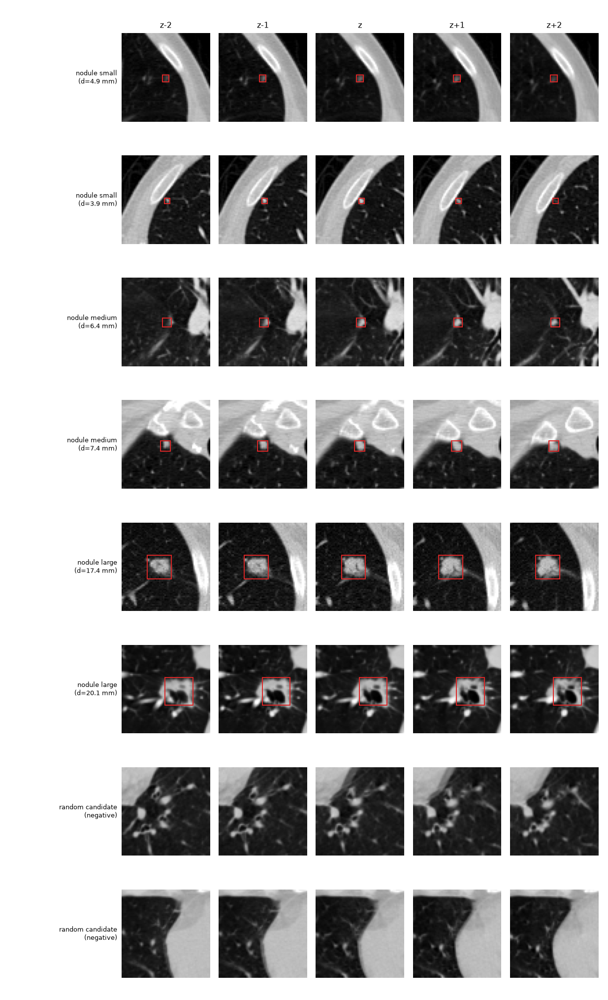 z-2 z-1 z z+1 z+2
nodule small
(d=4.9 mm)
nodule small
(d=3.9 mm)
nodule medium
(d=6.4 mm)
nodule medium
(d=7.4 mm)
nodule large
(d=17.4 mm)
nodule large
(d=20.1 mm)
random candidate
(negative)
random candidate
(negative)